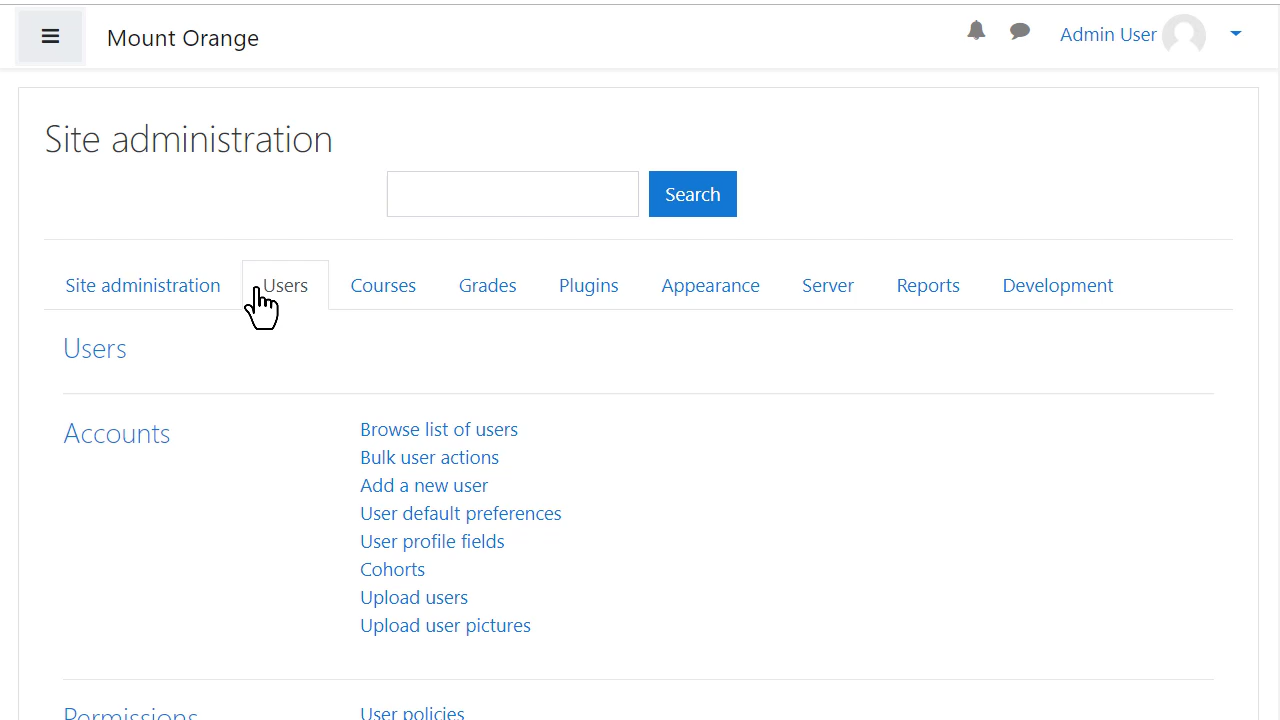 Mount Orange
Admin User
Site administration
Search
Site administration Users Courses Grades Plugins Appearance Server Reports Development
Users
Accounts
Browse list of users
Bulk user actions
Add a new user
User default preferences
User profile fields
Cohorts
Upload users
Upload user pictures
Permissions
User policies